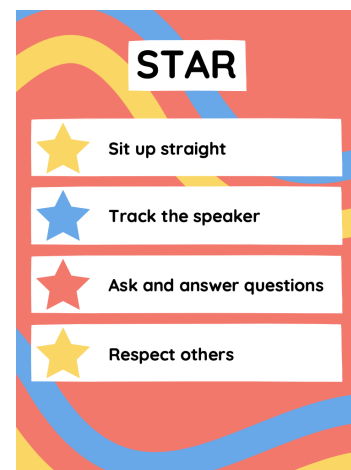 STAR
Sit up straight
Track the speaker
Ask and answer questions
Respect others